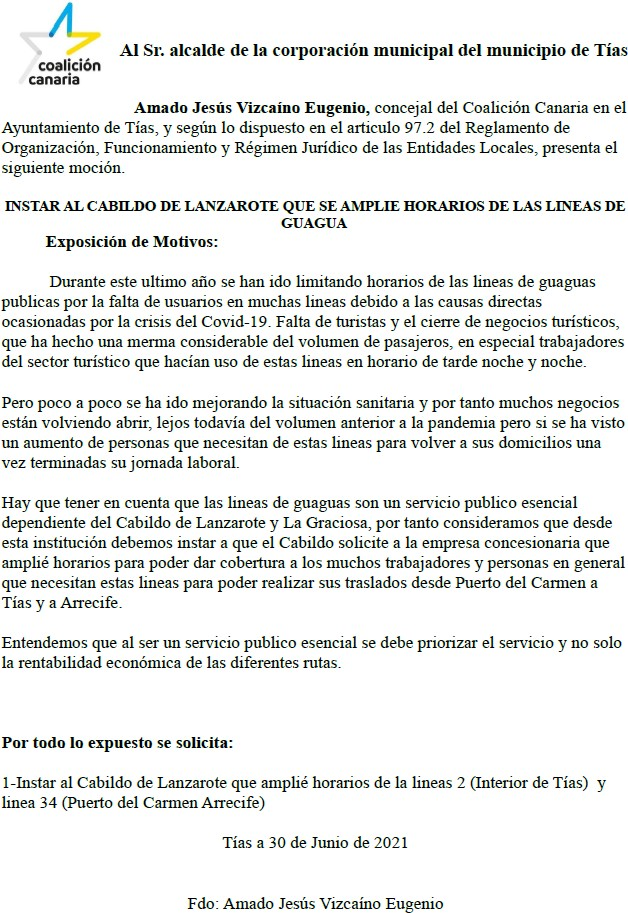 coalición
canaria
Al Sr. alcalde de la corporación municipal del municipio de Tías
Amado Jesús Vizcaíno Eugenio, concejal del Coalición Canaria en el
Ayuntamiento de Tías, y según lo dispuesto en el articulo 97.2 del Reglamento de
Organización, Funcionamiento y Régimen Jurídico de las Entidades Locales, presenta el
siguiente moción.
INSTAR AL CABILDO DE LANZAROTE QUE SE AMPLIE HORARIOS DE LAS LINEAS DE
GUAGUA
Exposición de Motivos:
Durante este ultimo año se han ido limitando horarios de las lineas de guaguas
publicas por la falta de usuarios en muchas lineas debido a las causas directas
ocasionadas por la crisis del Covid-19. Falta de turistas y el cierre de negocios turísticos,
que ha hecho una merma considerable del volumen de pasajeros, en especial trabajadores
del sector turístico que hacían uso de estas lineas en horario de tarde noche y noche.
Pero poco a poco se ha ido mejorando la situación sanitaria y por tanto muchos negocios
están volviendo abrir, lejos todavía del volumen anterior a la pandemia pero si se ha visto
un aumento de personas que necesitan de estas lineas para volver a sus domicilios una
vez terminadas su jornada laboral.
Hay que tener en cuenta que las lineas de guaguas son un servicio publico esencial
dependiente del Cabildo de Lanzarote y La Graciosa, por tanto consideramos que desde
esta institución debemos instar a que el Cabildo solicite a la empresa concesionaria que
amplié horarios para poder dar cobertura a los muchos trabajadores y personas en general
que necesitan estas lineas para poder realizar sus traslados desde Puerto del Carmen a
Tías y a Arrecife.
Entendemos que al ser un servicio publico esencial se debe priorizar el servicio y no solo
la rentabilidad económica de las diferentes rutas.
Por todo lo expuesto se solicita:
1-Instar al Cabildo de Lanzarote que amplié horarios de la lineas 2 (Interior de Tías) y
linea 34 (Puerto del Carmen Arrecife)
Tías a 30 de Junio de 2021
Fdo: Amado Jesús Vizcaíno Eugenio